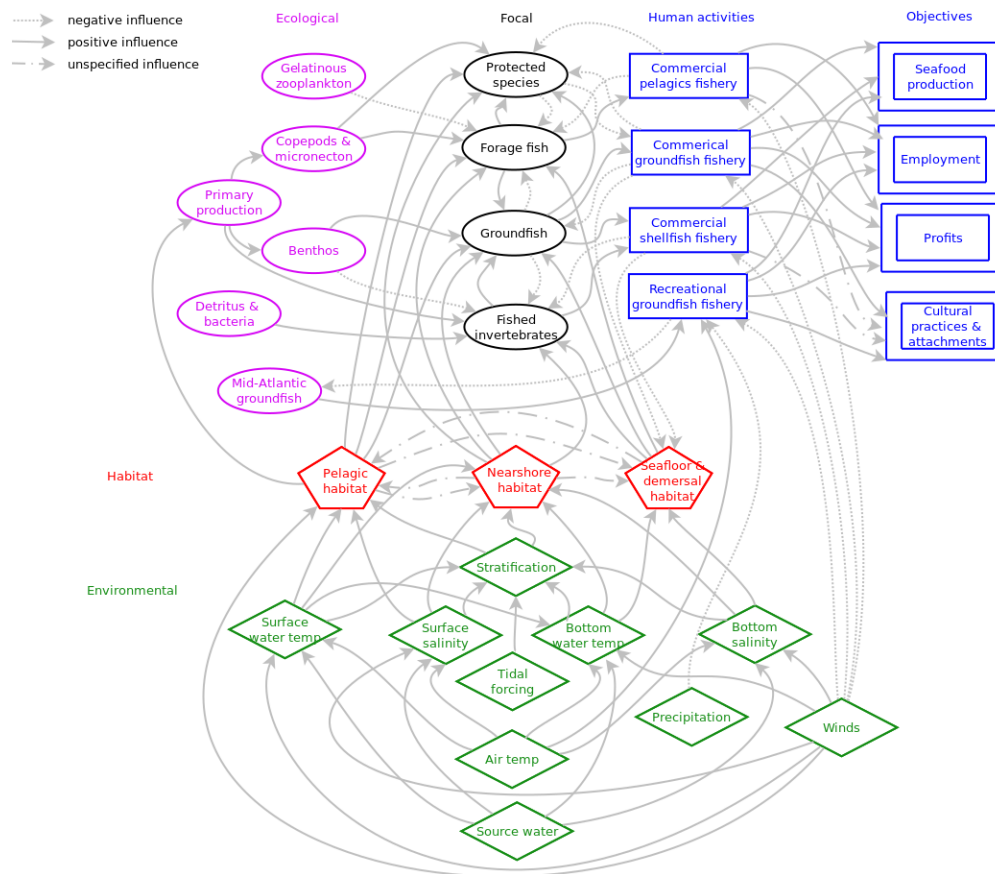 negative influence
positive influence
unspecified influence
Ecological
Focal
Human activities
Objectives
Gelatinous
zooplankton
Protected
species
Commercial
pelagics fishery
Seafood
production
Copepods &
micronecton
Forage fish
Commerical
groundfish fishery
Employment
Primary
production
Benthos
Groundfish
Commercial
shellfish fishery
Profits
Detritus &
bacteria
Fished
invertebrates
Recreational
groundfish fishery
Cultural
practices &
attachments
Mid-Atlantic
groundfish
Habitat
Pelagic
habitat
Nearshore
habitat
Seafloor &
demersal
habitat
Environmental
Stratification
Surface
water temp
Surface
salinity
Bottom
water temp
Bottom
salinity
Tidal
forcing
Precipitation
Winds
Air temp
Source water